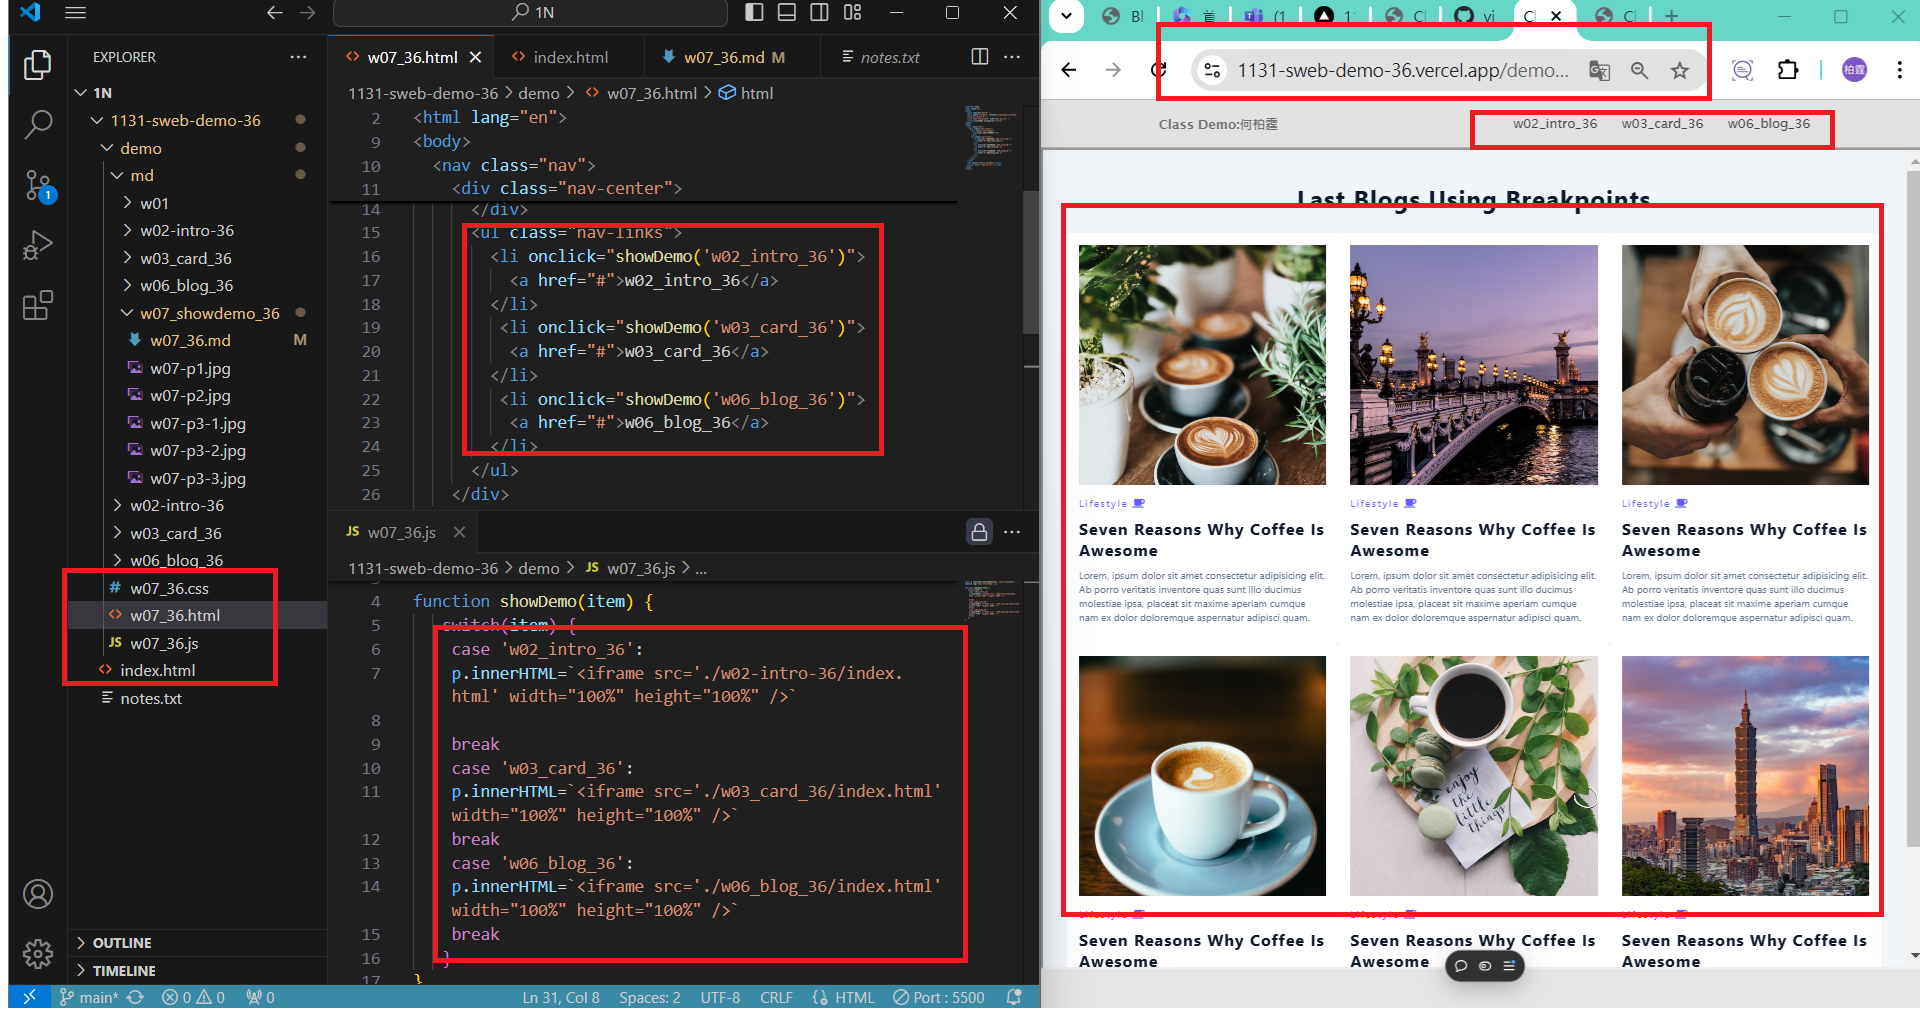 1N
EXPLORER
1N
1131-sweb-demo-36
demo
md
w01
w02-intro-36
w03_card_36
w06_blog_36
w07_showdemo_36
w07_36.md M
w07-p1.jpg
w07-p2.jpg
w07-p3-1.jpg
w07-p3-2.jpg
w07-p3-3.jpg
w02-intro-36
w03_card_36
w06_blog_36
# w07_36.css
w07_36.html
JS w07_36.js
index.html
notes.txt
OUTLINE
TIMELINE
1
w07_36.html
index.html
w07_36.md M
notes.txt
1131-sweb-demo-36 > demo > w07_36.html > html
2 <html lang="en">
9 <body>
10 <nav class="nav">
11 <div class="nav-center">
14 </div>
15 <ul class="nav-links">
16 <li onclick="showDemo('w02_intro_36')">
17 <a href="#">w02_intro_36</a>
18 </li>
19 <li onclick="showDemo('w03_card_36')">
20 <a href="#">w03_card_36</a>
21 </li>
22 <li onclick="showDemo('w06_blog_36')">
23 <a href="#">w06_blog_36</a>
24 </li>
25 </ul>
26 </div>
JS w07_36.js
1131-sweb-demo-36 > demo > JS w07_36.js > ...
4 function showDemo(item) {
5 switch(item) {
6 case 'w02_intro_36':
7 p.innerHTML=`<iframe src='./w02-intro-36/index.
html' width="100%" height="100%" />`
8
9 break
10 case 'w03_card_36':
11 p.innerHTML=`<iframe src='./w03_card_36/index.html'
width="100%" height="100%" />`
12 break
13 case 'w06_blog_36':
14 p.innerHTML=`<iframe src='./w06_blog_36/index.html'
width="100%" height="100%" />`
15 break
16 }
17 }
main* 0 0 0
Ln 31, Col 8 Spaces: 2 UTF-8 CRLF HTML Port : 5500
1131-sweb-demo-36.vercel.app/demo...
柏霆
Class Demo:何柏霆
w02_intro_36 w03_card_36 w06_blog_36
Last Blogs Using Breakpoints
Lifestyle
Seven Reasons Why Coffee Is
Awesome
Lorem, ipsum dolor sit amet consectetur adipisicing elit.
Ab porro veritatis inventore quas sunt illo ducimus
molestiae ipsa, placeat sit maxime aperiam cumque
nam ex dolor doloremque aspernatur adipisci quam.
Lifestyle
Seven Reasons Why Coffee Is
Awesome
Lorem, ipsum dolor sit amet consectetur adipisicing elit.
Ab porro veritatis inventore quas sunt illo ducimus
molestiae ipsa, placeat sit maxime aperiam cumque
nam ex dolor doloremque aspernatur adipisci quam.
Lifestyle
Seven Reasons Why Coffee Is
Awesome
Lorem, ipsum dolor sit amet consectetur adipisicing elit.
Ab porro veritatis inventore quas sunt illo ducimus
molestiae ipsa, placeat sit maxime aperiam cumque
nam ex dolor doloremque aspernatur adipisci quam.
enjoy
the
little
things
Lifestyle
Seven Reasons Why Coffee Is
Awesome
Lifestyle
Seven Reasons Why Coffee Is
Awesome
Lifestyle
Seven Reasons Why Coffee Is
Awesome